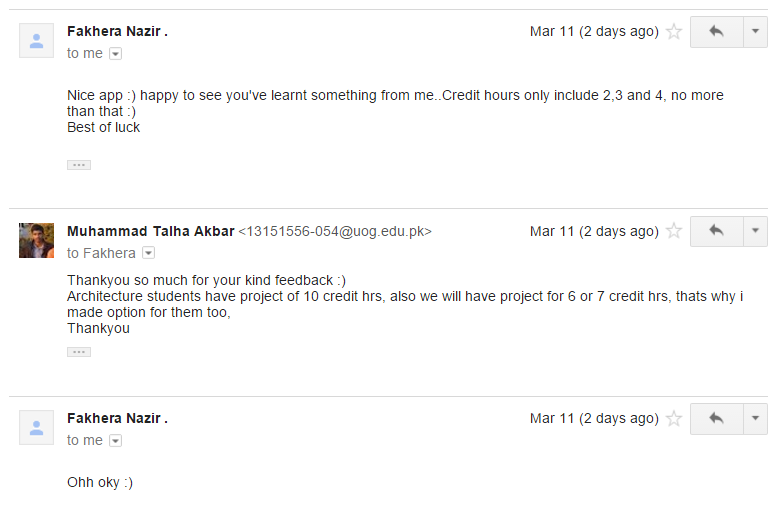 Fakhera Nazir .
Mar 11 (2 days ago)
to me
Nice app :) happy to see you've learnt something from me..Credit hours only include 2,3 and 4, no more
than that :)
Best of luck
Muhammad Talha Akbar <13151556-054@uog.edu.pk>
Mar 11 (2 days ago)
to Fakhera
Thankyou so much for your kind feedback :)
Architecture students have project of 10 credit hrs, also we will have project for 6 or 7 credit hrs, thats why i
made option for them too,
Thankyou
Fakhera Nazir .
Mar 11 (2 days ago)
to me
Ohh oky :)